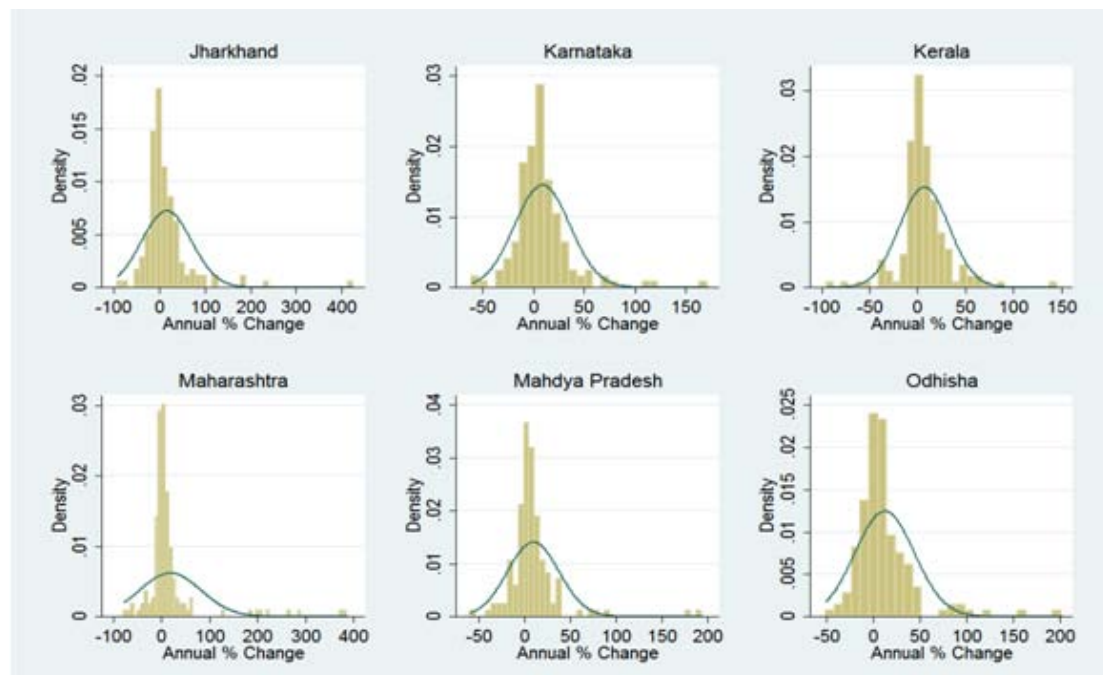 Jharkhand
Density
0 .005 .01 .015 .02
-100 0 100 200 300 400
Annual % Change
Karnataka
Density
0 .01 .02 .03
-50 0 50 100 150
Annual % Change
Kerala
Density
0 .01 .02 .03
-100 -50 0 50 100 150
Annual % Change
Maharashtra
Density
0 .01 .02 .03
-100 0 100 200 300 400
Annual % Change
Mahdya Pradesh
Density
0 .01 .02 .03 .04
-50 0 50 100 150 200
Annual % Change
Odhisha
Density
0 .005 .01 .015 .02 .025
-50 0 50 100 150 200
Annual % Change